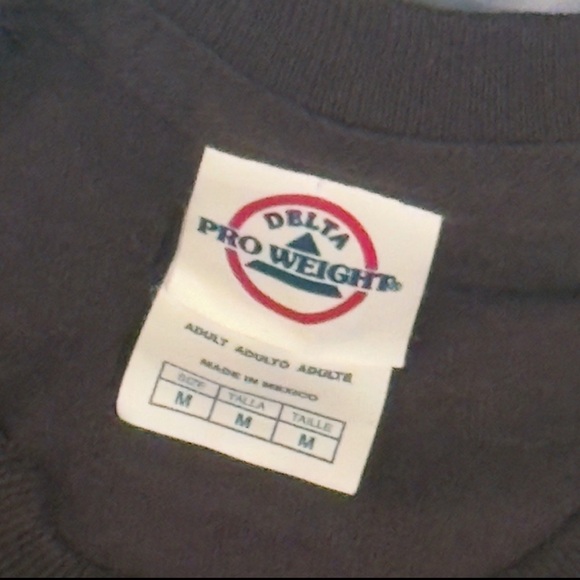 DELTA
PRO WEIGHT®
ADULT ADULTO ADULTE
MADE IN MEXICO
SIZE TALLA TAILLE
M M M